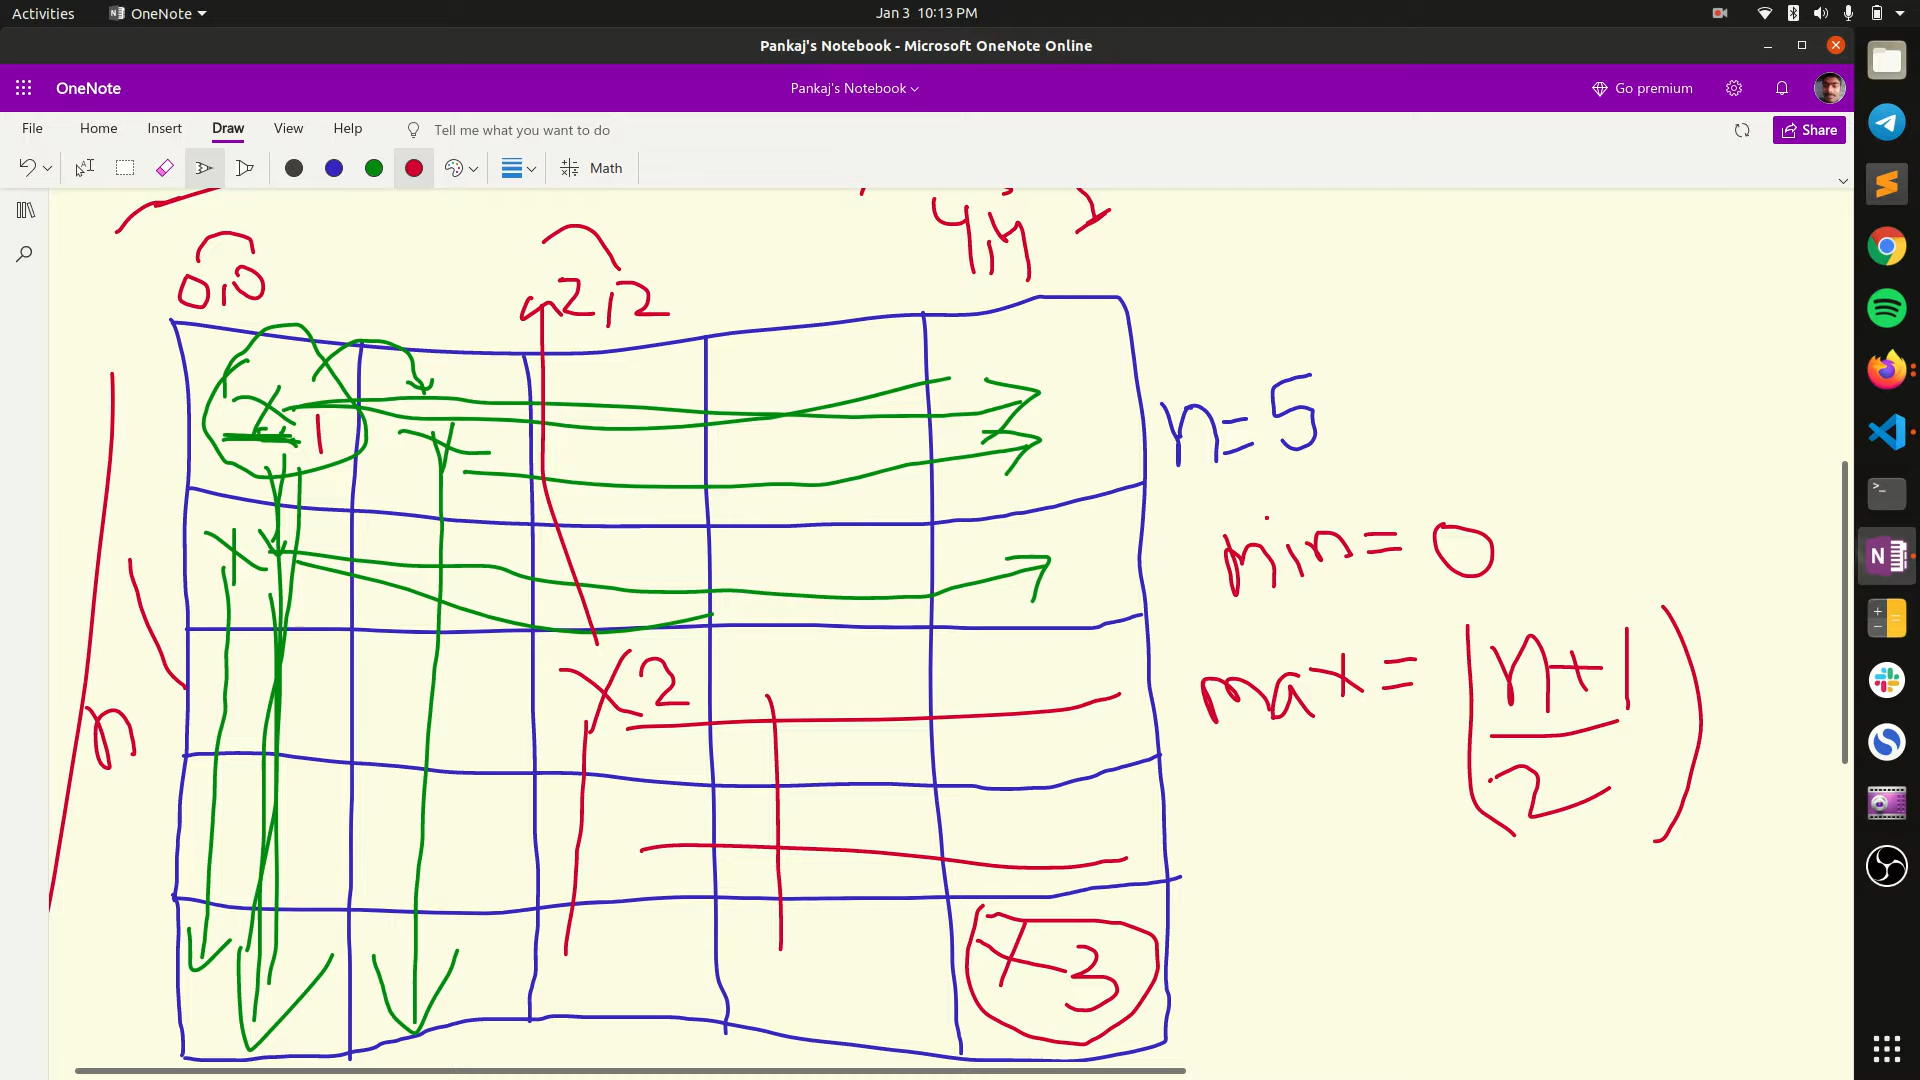 Activities OneNote Jan 3 10:13 PM
Pankaj's Notebook - Microsoft OneNote Online
OneNote Pankaj's Notebook Go premium
File Home Insert Draw View Help Tell me what you want to do Share
Math
4,4
0,0 2,2
1
n=5
min=0
x2
max = (n+1
2)
n
x3